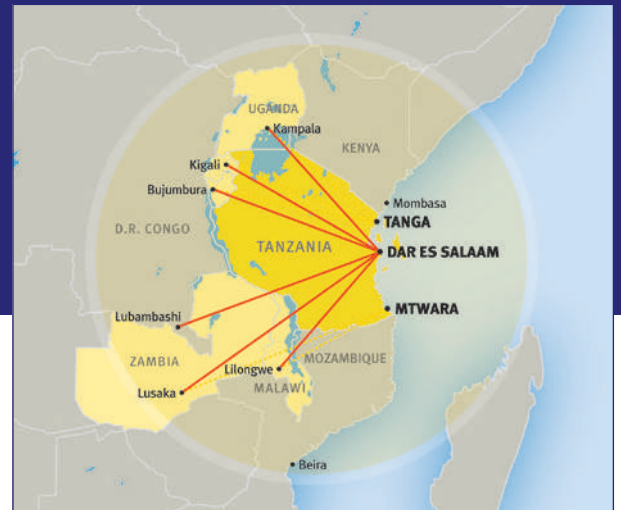 UGANDA
Kampala
KENYA
Kigali
Bujumbura
Mombasa
TANGA
D.R. CONGO
TANZANIA
DAR ES SALAAM
MTWARA
Lubambashi
MOZAMBIQUE
ZAMBIA
Lilongwe
MALAWI
Lusaka
Beira